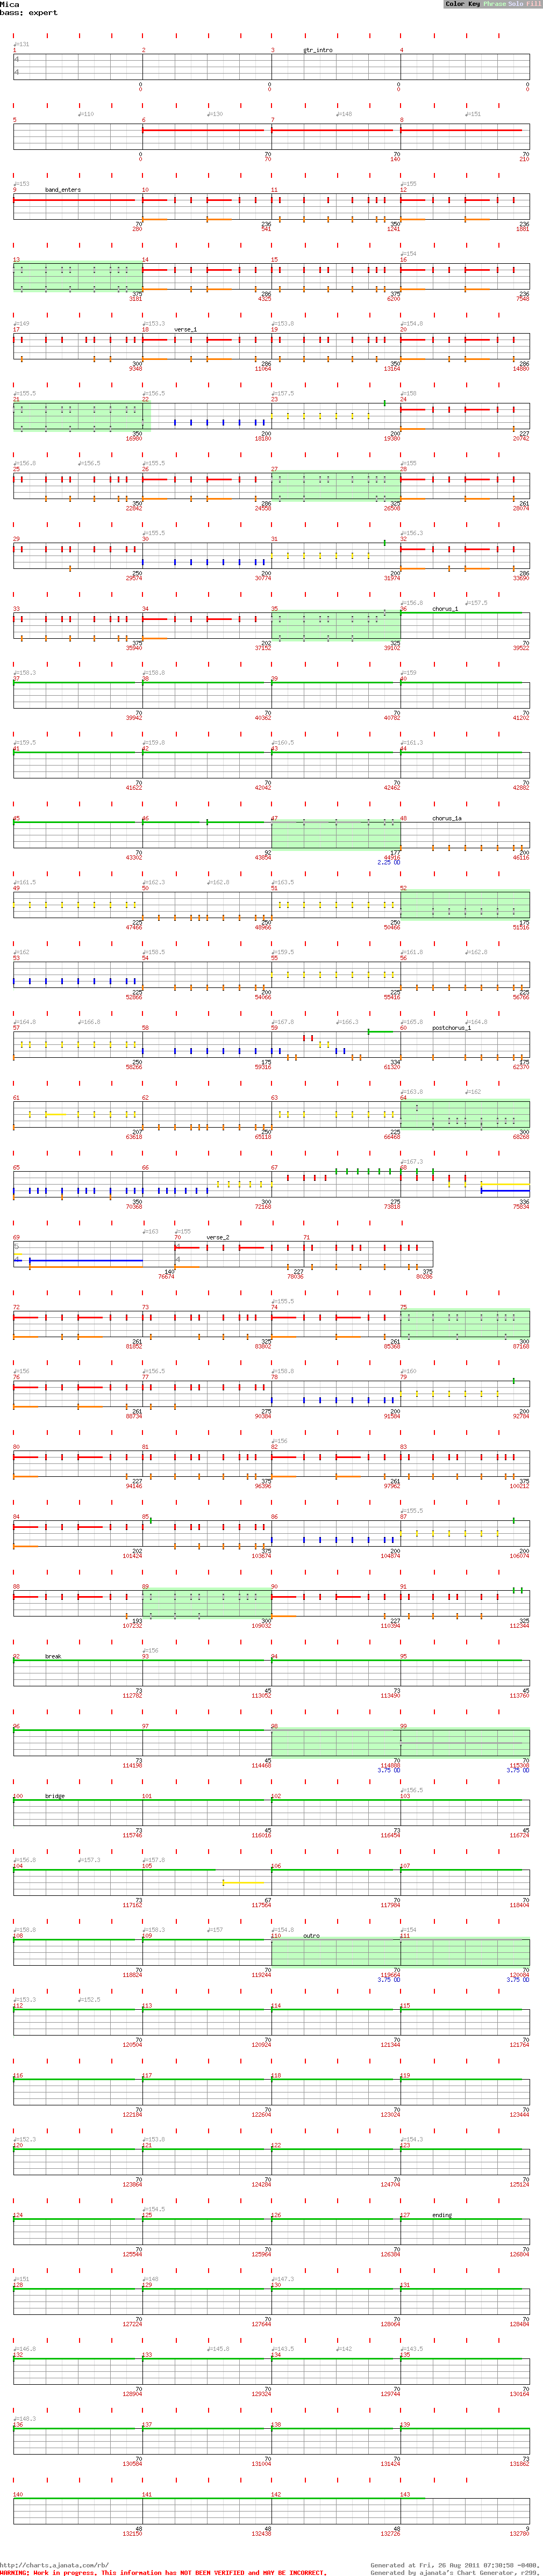 Mica
bass: expert
Color Key Phrase Solo Fill
♩=131
1 2 3 gtr_intro 4
0 0 0 0
0 0 0 0
♩=110 ♩=130 ♩=148 ♩=151
5 6 7 8
0 70 70 70
0 70 140 210
♩=153 ♩=155
9 band_enters 10 11 12
70 236 350 236
280 541 1241 1881
♩=154
13 14 15 16
375 286 375 236
3181 4325 6200 7548
♩=149 ♩=153.3 ♩=153.8 ♩=154.8
17 18 verse_1 19 20
300 286 350 286
9348 11064 13164 14880
♩=155.5 ♩=156.5 ♩=157.5 ♩=158
21 22 23 24
350 200 200 227
16980 18180 19380 20742
♩=156.8 ♩=156.5 ♩=155.5 ♩=155
25 26 27 28
350 286 325 261
22842 24558 26508 28074
♩=155.5 ♩=156.3
29 30 31 32
250 200 200 286
29574 30774 31974 33690
♩=156.8 ♩=157.5
33 34 35 36 chorus_1
375 202 325 70
35940 37152 39102 39522
♩=158.3 ♩=158.8 ♩=159
37 38 39 40
70 70 70 70
39942 40362 40782 41202
♩=159.5 ♩=159.8 ♩=160.5 ♩=161.3
41 42 43 44
70 70 70 70
41622 42042 42462 42882
45 46 47 48 chorus_1a
70 92 177 200
43302 43854 44916 46116
2.25 OD
♩=161.5 ♩=162.3 ♩=162.8 ♩=163.5
49 50 51 52
225 250 250 175
47466 48966 50466 51516
♩=162 ♩=158.5 ♩=159.5 ♩=161.8 ♩=162.8
53 54 55 56
225 200 225 225
52866 54066 55416 56766
♩=164.8 ♩=166.8 ♩=167.8 ♩=166.3 ♩=165.8 ♩=164.8
57 58 59 60 postchorus_1
250 175 334 175
58266 59316 61320 62370
♩=163.8 ♩=162
61 62 63 64
207 250 225 300
63618 65118 66468 68268
♩=167.3
65 66 67 68
350 300 275 336
70368 72168 73818 75834
♩=163 ♩=155
69 70 verse_2 71
140 227 375
76674 78036 80286
♩=155.5
72 73 74 75
261 325 261 300
81852 83802 85368 87168
♩=156 ♩=156.5 ♩=158.8 ♩=160
76 77 78 79
261 275 200 200
88734 90384 91584 92784
♩=156
80 81 82 83
227 375 261 375
94146 96396 97962 100212
♩=155.5
84 85 86 87
202 375 200 200
101424 103674 104874 106074
88 89 90 91
193 300 227 325
107232 109032 110394 112344
♩=156
92 break 93 94 95
73 45 73 45
112782 113052 113490 113760
96 97 98 99
73 45 70 70
114198 114468 114888 115308
3.75 OD 3.75 OD
♩=156.5
100 bridge 101 102 103
73 45 73 45
115746 116016 116454 116724
♩=156.8 ♩=157.3 ♩=157.8
104 105 106 107
73 67 70 70
117162 117564 117984 118404
♩=158.8 ♩=158.3 ♩=157 ♩=154.8 ♩=154
108 109 110 outro 111
70 70 70 70
118824 119244 119664 120084
3.75 OD 3.75 OD
♩=153.3 ♩=152.5
112 113 114 115
70 70 70 70
120504 120924 121344 121764
116 117 118 119
70 70 70 70
122184 122604 123024 123444
♩=152.3 ♩=153.8 ♩=154.3
120 121 122 123
70 70 70 70
123864 124284 124704 125124
♩=154.5
124 125 126 127 ending
70 70 70 70
125544 125964 126384 126804
♩=151 ♩=148 ♩=147.3
128 129 130 131
70 70 70 70
127224 127644 128064 128484
♩=146.8 ♩=145.8 ♩=143.5 ♩=142 ♩=143.5
132 133 134 135
70 70 70 70
128904 129324 129744 130164
♩=148.3
136 137 138 139
70 70 70 73
130584 131004 131424 131862
140 141 142 143
48 48 48 9
132150 132438 132726 132780
http://charts.ajanata.com/rb/ Generated at Fri, 26 Aug 2011 07:30:58 -0400,
WARNING: Work in progress. This information has NOT BEEN VERIFIED and MAY BE INCORRECT. Generated by ajanata's Chart Generator, r299.